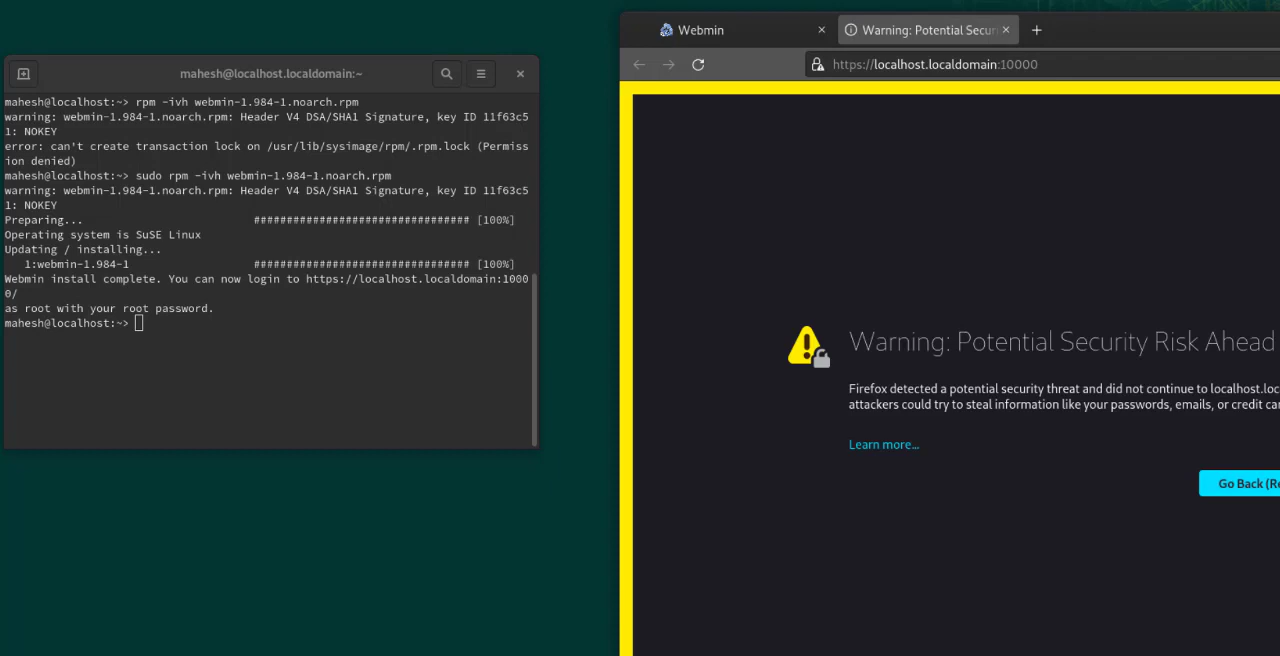 mahesh@localhost.localdomain:~
mahesh@localhost:~> rpm -ivh webmin-1.984-1.noarch.rpm
warning: webmin-1.984-1.noarch.rpm: Header V4 DSA/SHA1 Signature, key ID 11f63c5
1: NOKEY
error: can't create transaction lock on /usr/lib/sysimage/rpm/.rpm.lock (Permiss
ion denied)
mahesh@localhost:~> sudo rpm -ivh webmin-1.984-1.noarch.rpm
warning: webmin-1.984-1.noarch.rpm: Header V4 DSA/SHA1 Signature, key ID 11f63c5
1: NOKEY
Preparing... ################################# [100%]
Operating system is SuSE Linux
Updating / installing...
1:webmin-1.984-1 ################################# [100%]
Webmin install complete. You can now login to https://localhost.localdomain:1000
0/
as root with your root password.
mahesh@localhost:~>
Webmin
Warning: Potential Secur
https://localhost.localdomain:10000
Warning: Potential Security Risk Ahead
Firefox detected a potential security threat and did not continue to localhost.loc
attackers could try to steal information like your passwords, emails, or credit car
Learn more…
Go Back (Re